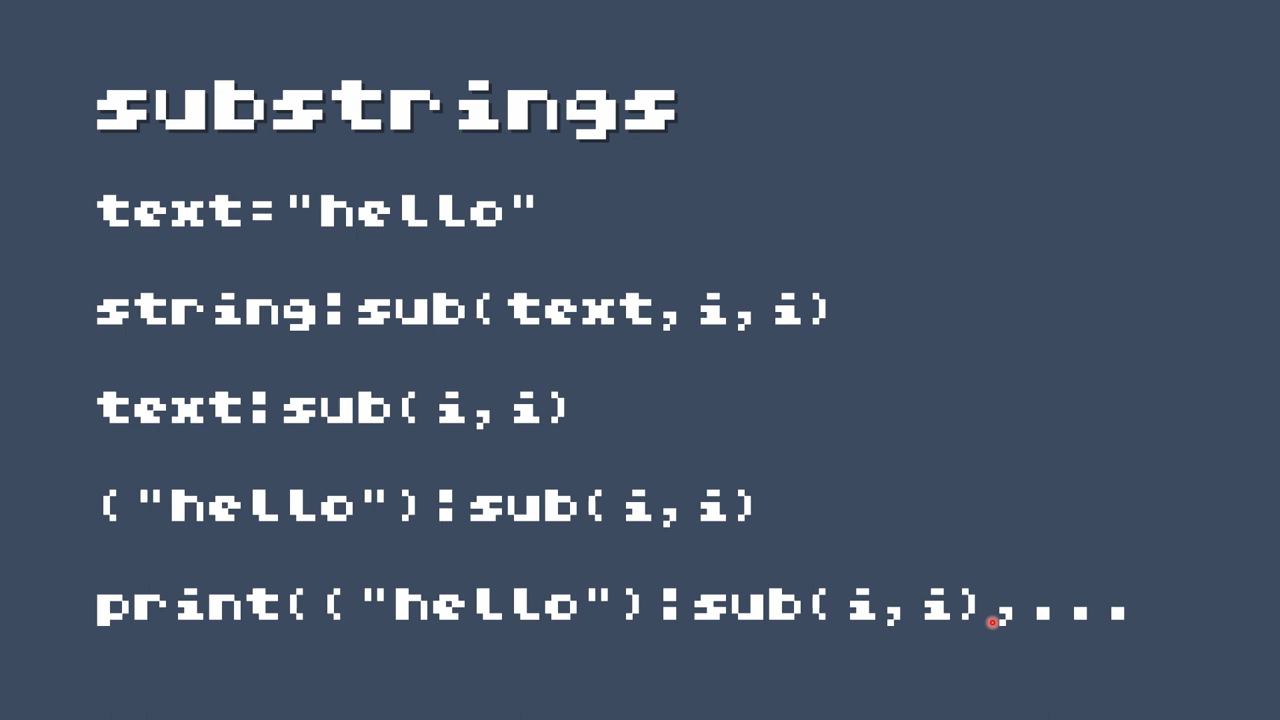 substrings
text="hello"
string:sub(text,i,i)
text:sub(i,i)
("hello"):sub(i,i)
print(("hello"):sub(i,i),...